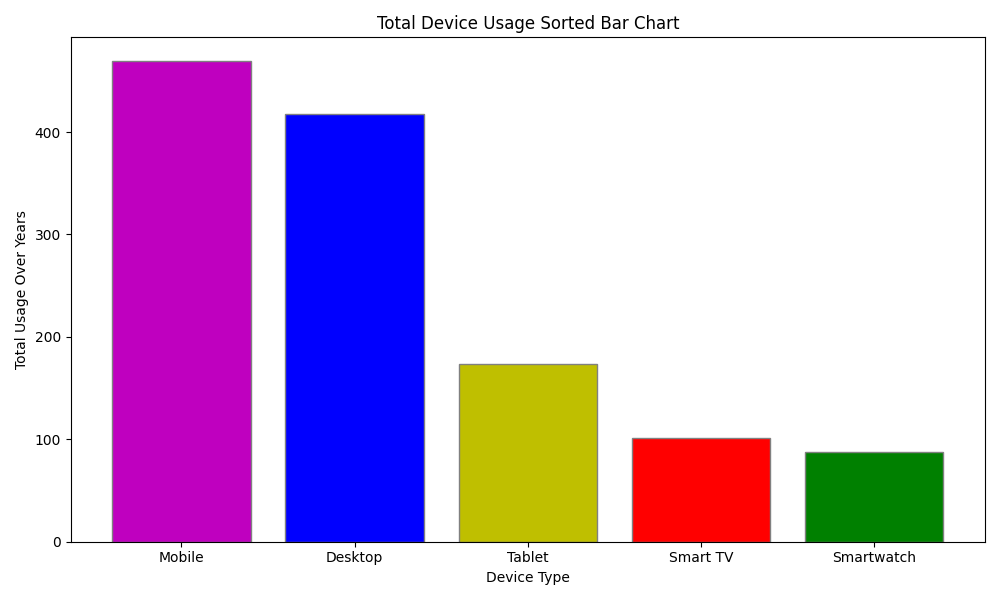 Total Device Usage Sorted Bar Chart
Total Usage Over Years
400
300
200
100
0
Mobile Desktop Tablet Smart TV Smartwatch
Device Type